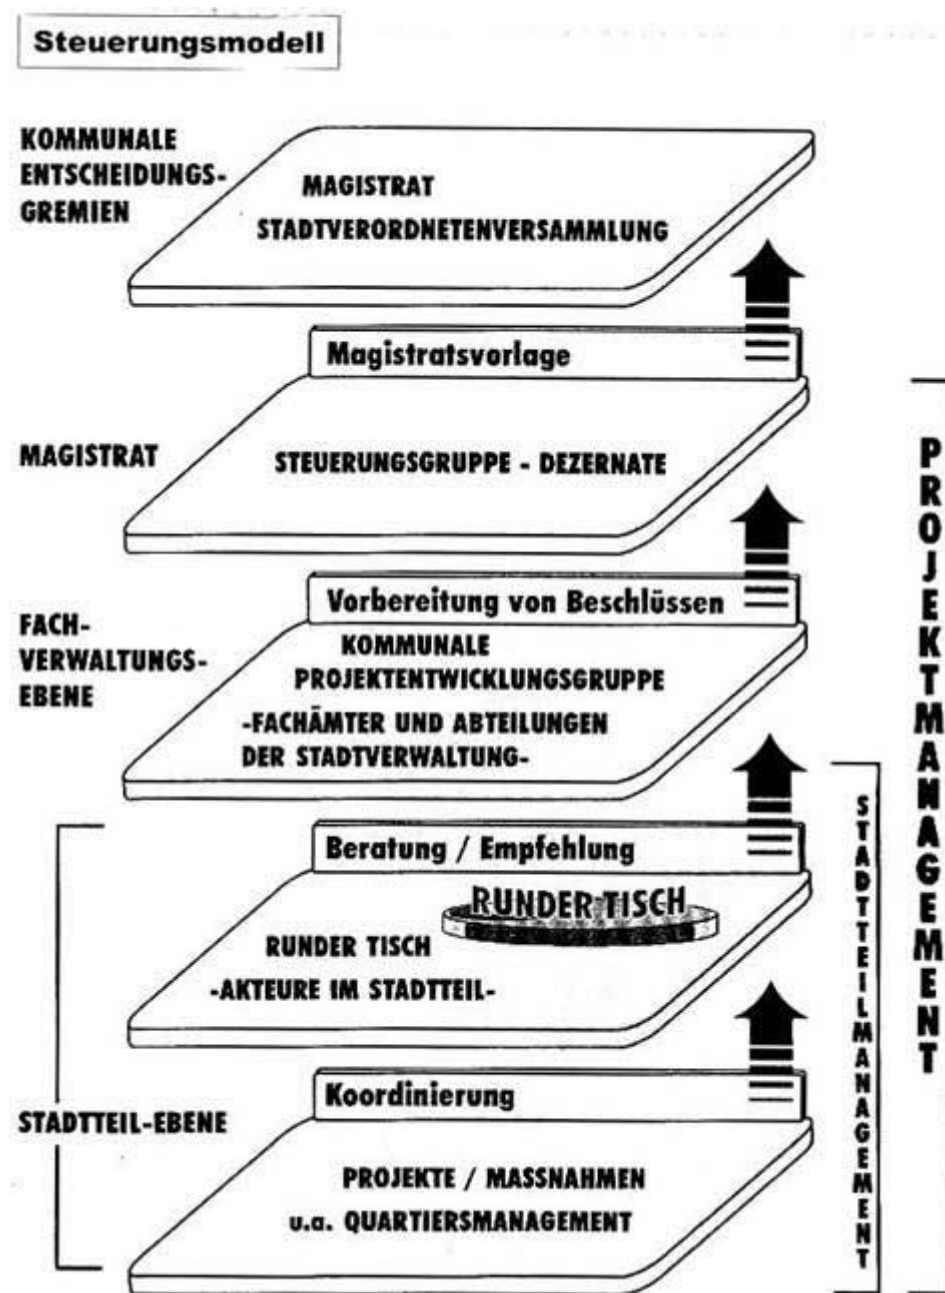 Steuerungsmodell
KOMMUNALE
ENTSCHEIDUNGS-
GREMIEN
MAGISTRAT
STADTVERORDNETENVERSAMMLUNG
Magistratsvorlage
MAGISTRAT
STEUERUNGSGRUPPE - DEZERNATE
Vorbereitung von Beschlüssen
FACH-
VERWALTUNGS-
EBENE
KOMMUNALE
PROJEKTENTWICKLUNGSGRUPPE
-FACHÄMTER UND ABTEILUNGEN
DER STADTVERWALTUNG-
Beratung / Empfehlung
RUNDER TISCH
RUNDER TISCH
-AKTEURE IM STADTTEIL-
Koordinierung
STADTTEIL-EBENE
PROJEKTE / MASSNAHMEN
u.a. QUARTIERSMANAGEMENT
STADTTEILMANAGEMENT
PROJEKTMANAGEMENT